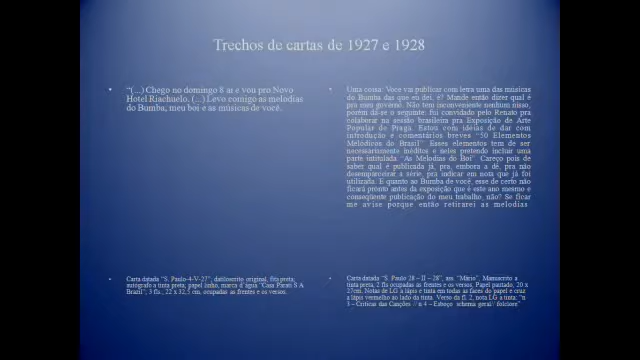 Trechos de cartas de 1927 e 1928
• "(...) Chego no domingo 8 aí e vou pro Novo
Hotel Riachuelo. (...) Levo comigo as melodias
do Bumba, meu boi e as músicas de você.
• Uma coisa: Voce vai publicar com letra uma das músicas
do Bumba das que eu dei, é? Mande então dizer qual é
pra meu governo. Não tem inconveniente nenhum nisso,
porém dá-se o seguinte: fui convidado pelo Renato pra
colaborar na sessão brasileira pra Exposição de Arte
Popular de Praga. Estou com ideias de dar com
introdução e comentários breves "50 Elementos
Melódicos do Brasil" Esses elementos tem de ser
necessariamente inéditos e neles pretendo incluir uma
parte intitulada "As Melodias do Boi" Careço pois de
saber qual é publicada já, pra, embora a dê, pra não
desemparceirar a série, pra indicar em nota que já foi
utilizada. E quanto ao Bumba de você, esse de certo não
ficará pronto antes da exposição que é este ano mesmo e
conseqüente publicação do meu trabalho, não? Se ficar
me avise porque então retirarei as melodias
• Carta datada "S. Paulo-4-V-27"; datiloscrito original, fita preta;
autógrafo a tinta preta; papel linho, marca d'água "Casa Parati S A
Brazil"; 3 fls.; 22 x 32,5 cm. ocupadas as frentes e os versos.
• Carta datada "S. Paulo 28 – II – 28", ass. "Mário", Manuscrito a
tinta preta, 2 fls ocupadas as frentes e os versos, Papel pautado, 20 x
27cm. Notas de LG a lápis e tinta em todas as faces do papel e cruz
a lápis vermelho ao lado da tinta. Verso da fl. 2, nota LG a tinta: "n
3 – Críticas das Canções // n 4 – Esboço schema geral// folclore"